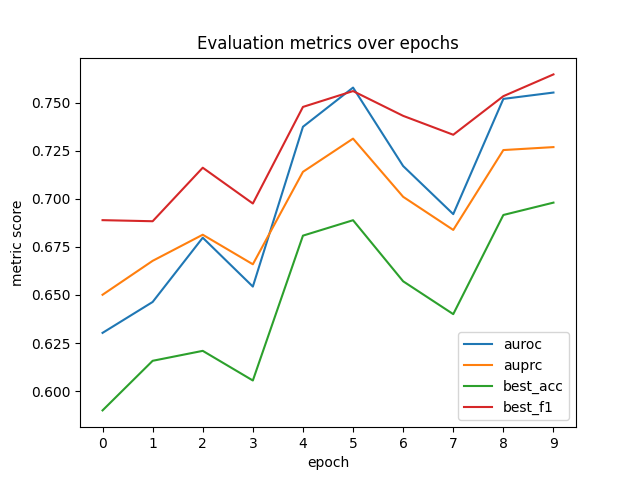 Evaluation metrics over epochs
metric score
0.750
0.725
0.700
0.675
0.650
0.625
0.600
auroc
auprc
best_acc
best_f1
0 1 2 3 4 5 6 7 8 9
epoch